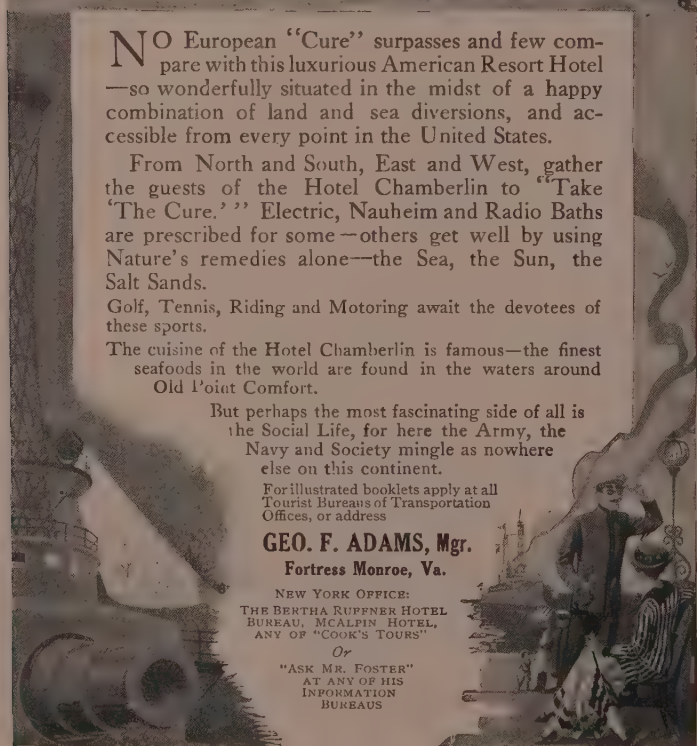 NO European “Cure” surpasses and few com-
pare with this luxurious American Resort Hotel
—so wonderfully situated in the midst of a happy
combination of land and sea diversions, and ac-
cessible from every point in the United States.
From North and South, East and West, gather
the guests of the Hotel Chamberlin to “Take
‘The Cure.’ ” Electric, Nauheim and Radio Baths
are prescribed for some—others get well by using
Nature’s remedies alone—the Sea, the Sun, the
Salt Sands.
Golf, Tennis, Riding and Motoring await the devotees of
these sports.
The cuisine of the Hotel Chamberlin is famous—the finest
seafoods in the world are found in the waters around
Old Point Comfort.
But perhaps the most fascinating side of all is
the Social Life, for here the Army, the
Navy and Society mingle as nowhere
else on this continent.
For illustrated booklets apply at all
Tourist Bureaus of Transportation
Offices, or address
GEO. F. ADAMS, Mgr.
Fortress Monroe, Va.
NEW YORK OFFICE:
THE BERTHA RUFFNER HOTEL
BUREAU, MCALPIN HOTEL,
ANY OF "COOK'S TOURS"
Or
"ASK MR. FOSTER"
AT ANY OF HIS
INFORMATION
BUREAUS